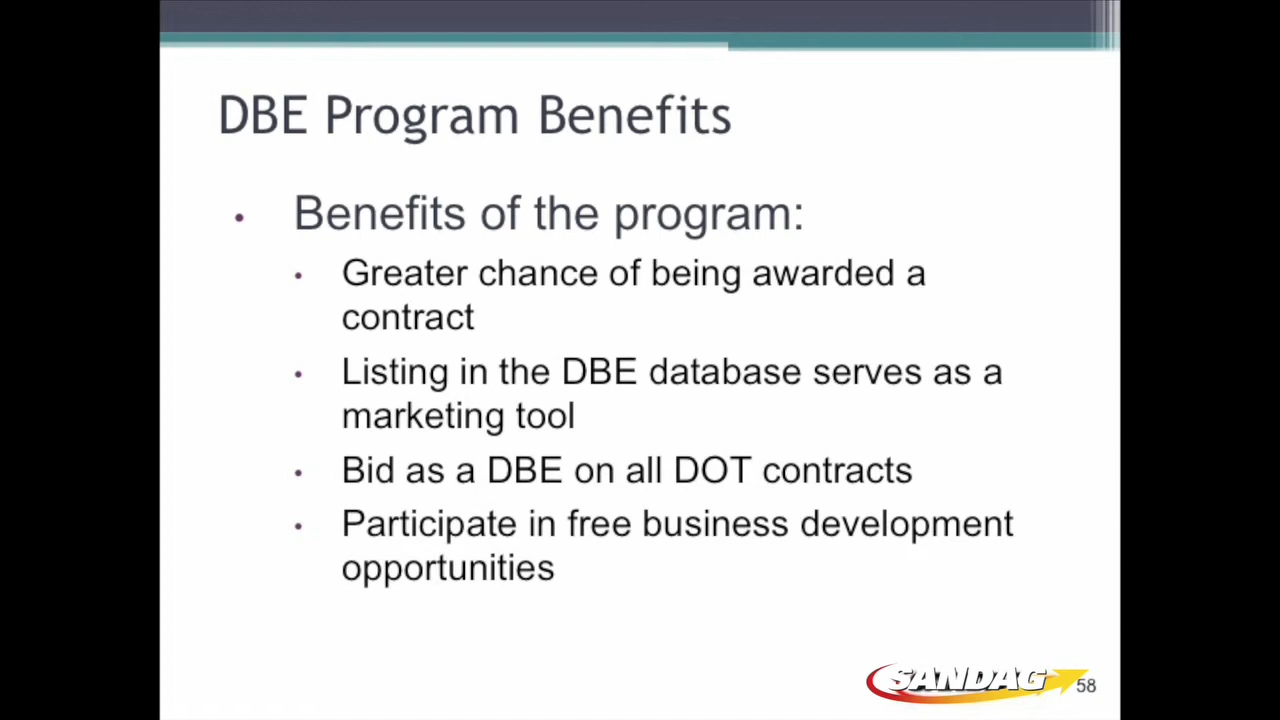 DBE Program Benefits
• Benefits of the program:
• Greater chance of being awarded a
contract
• Listing in the DBE database serves as a
marketing tool
• Bid as a DBE on all DOT contracts
• Participate in free business development
opportunities
SANDAG
58